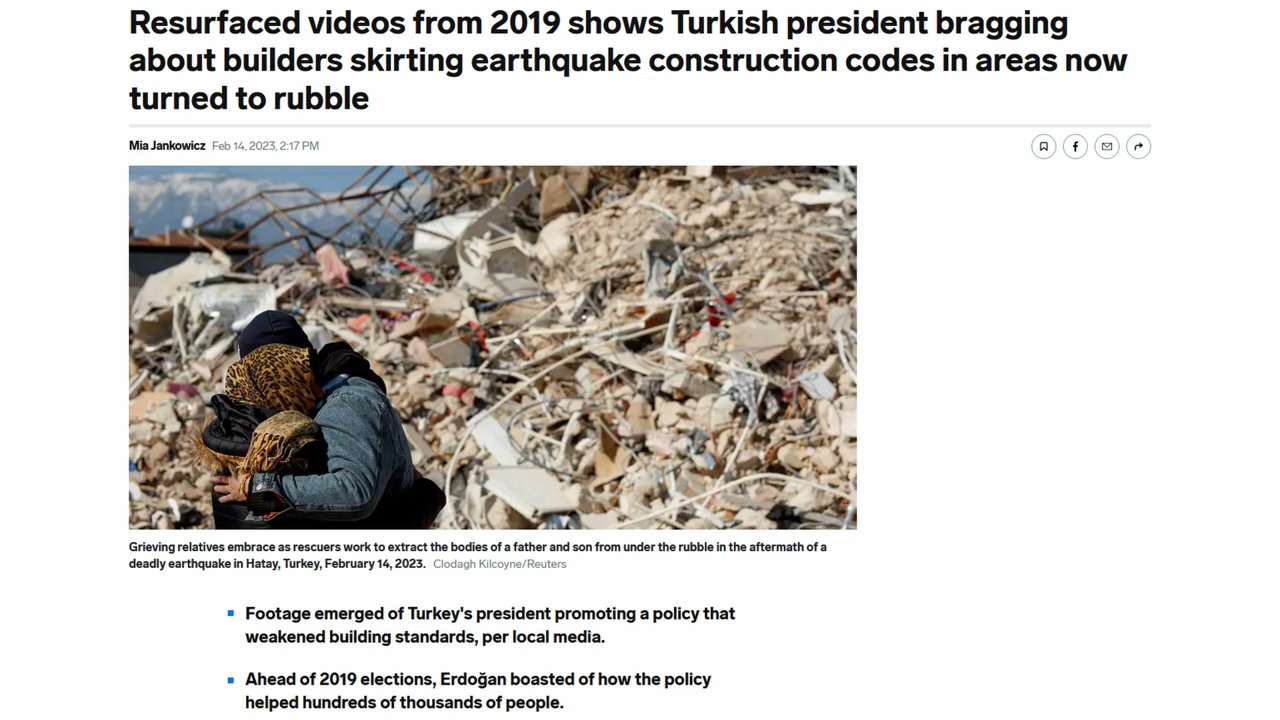 Resurfaced videos from 2019 shows Turkish president bragging
about builders skirting earthquake construction codes in areas now
turned to rubble
Mia Jankowicz Feb 14, 2023, 2:17 PM
Grieving relatives embrace as rescuers work to extract the bodies of a father and son from under the rubble in the aftermath of a
deadly earthquake in Hatay, Turkey, February 14, 2023. Clodagh Kilcoyne/Reuters
Footage emerged of Turkey's president promoting a policy that
weakened building standards, per local media.
Ahead of 2019 elections, Erdoğan boasted of how the policy
helped hundreds of thousands of people.